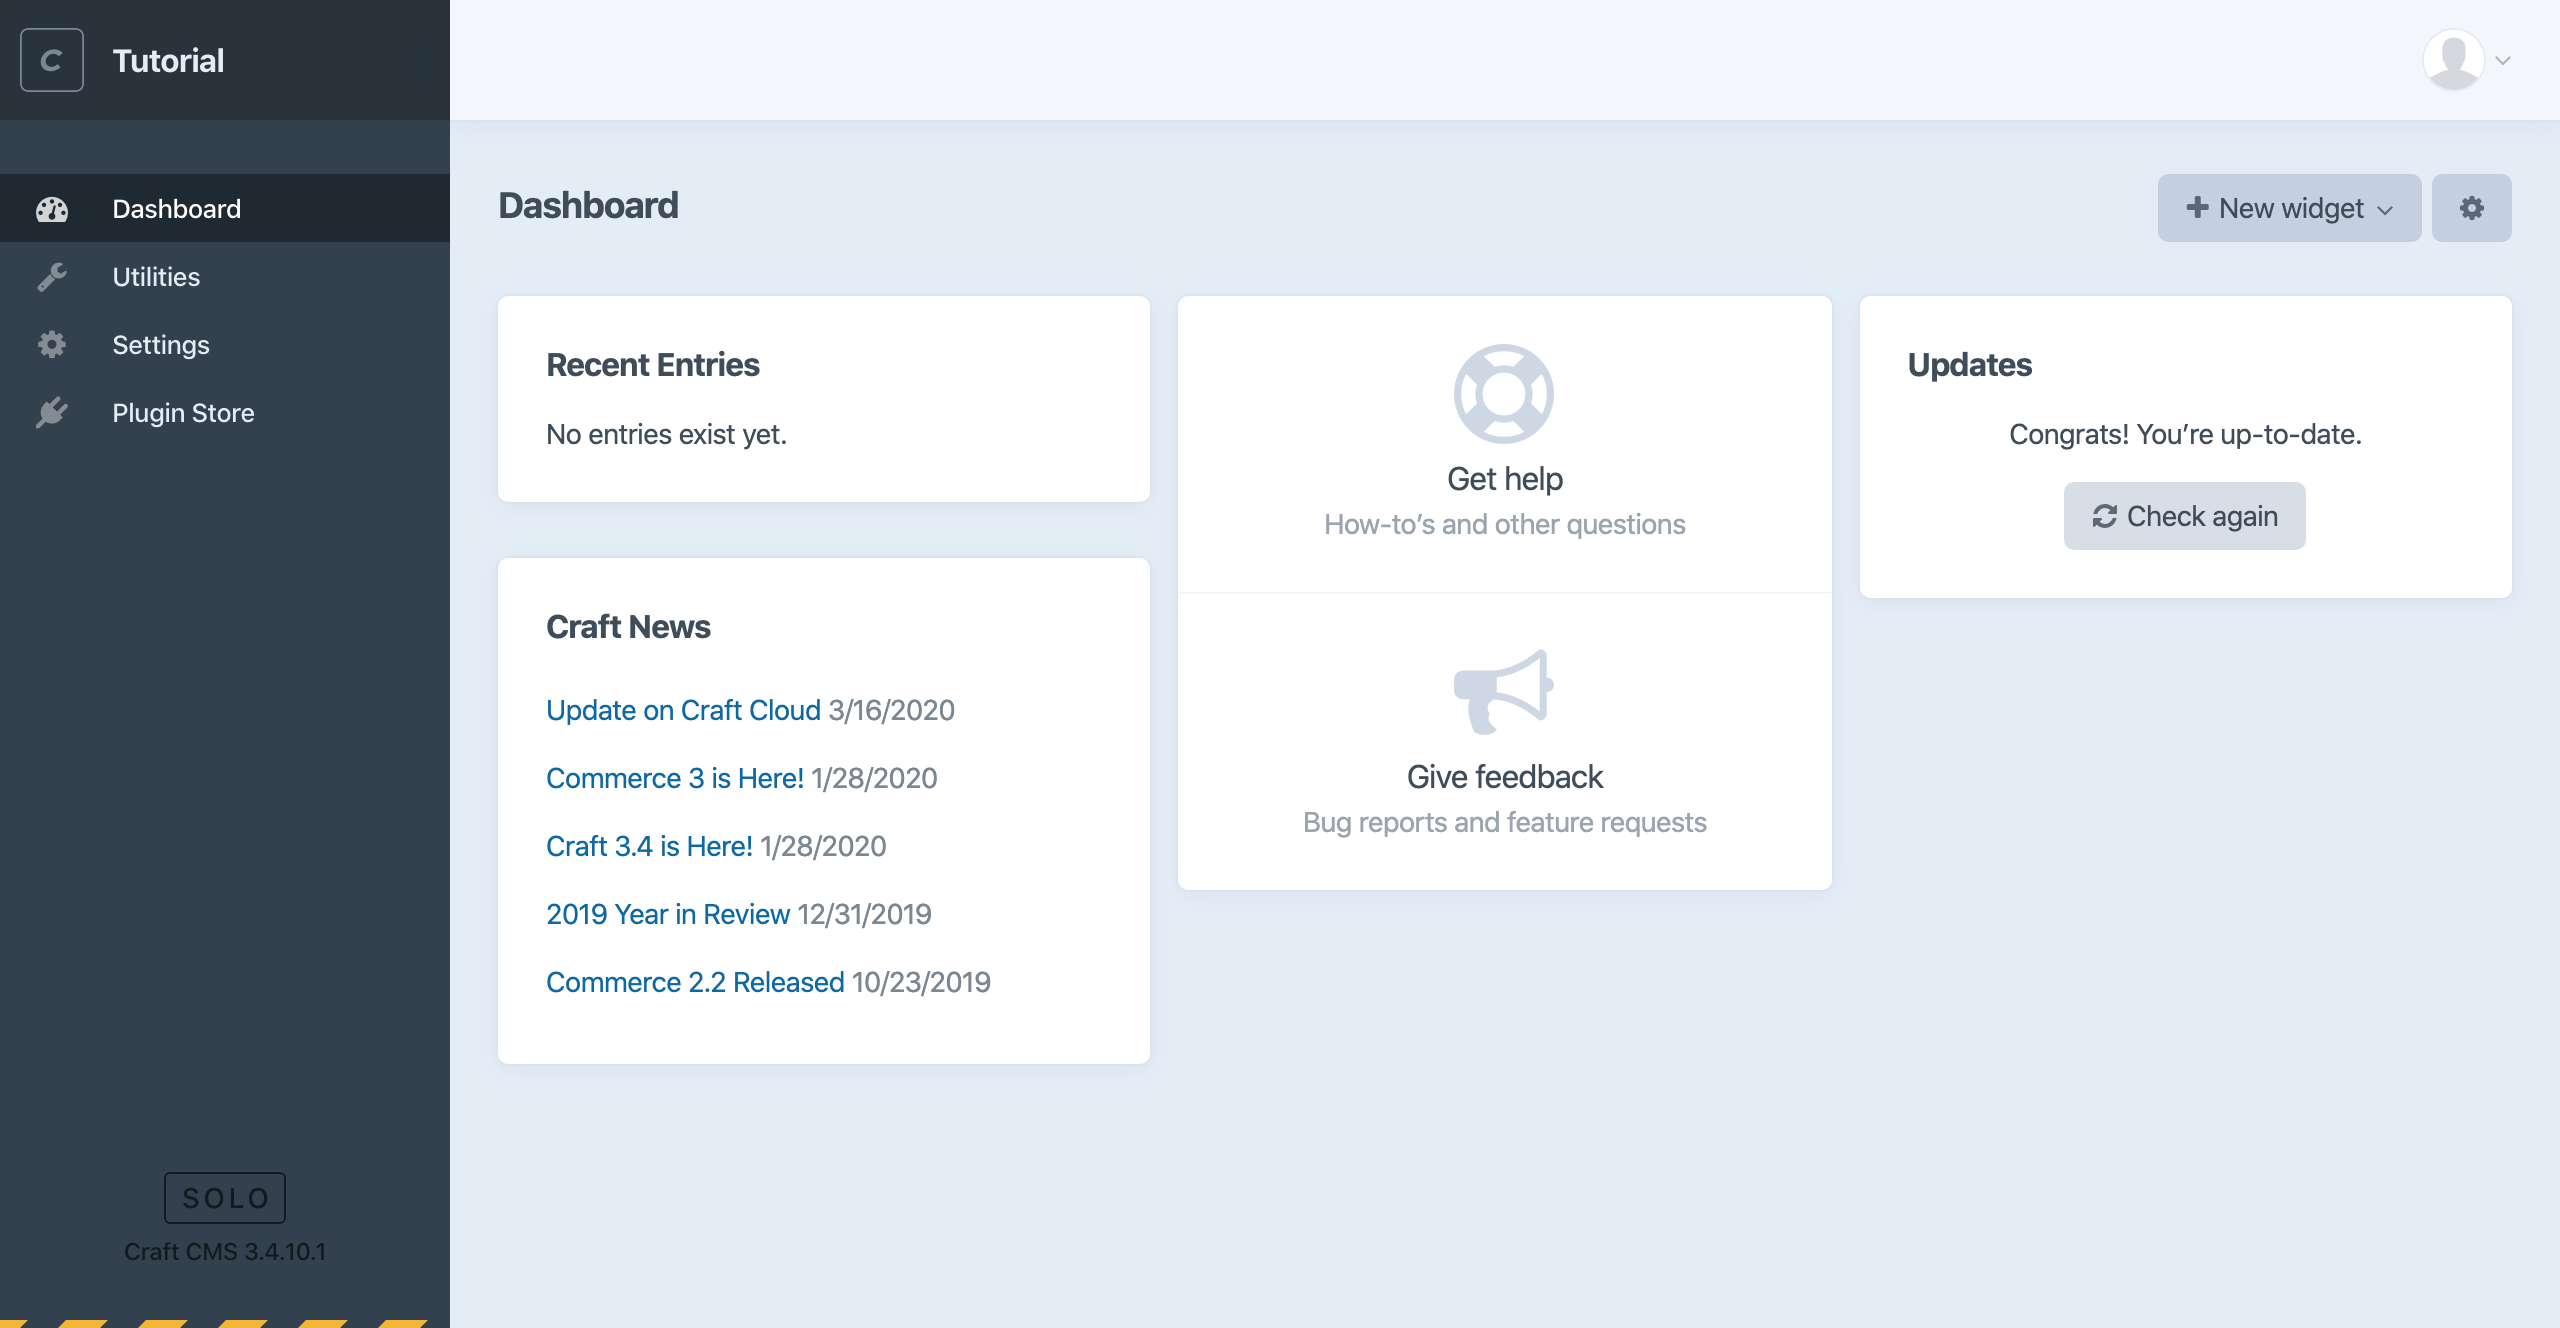 C
Tutorial
Dashboard
Utilities
Settings
Plugin Store
SOLO
Craft CMS 3.4.10.1
Dashboard
New widget
Recent Entries
No entries exist yet.
Craft News
Update on Craft Cloud 3/16/2020
Commerce 3 is Here! 1/28/2020
Craft 3.4 is Here! 1/28/2020
2019 Year in Review 12/31/2019
Commerce 2.2 Released 10/23/2019
Get help
How-to’s and other questions
Give feedback
Bug reports and feature requests
Updates
Congrats! You’re up-to-date.
Check again